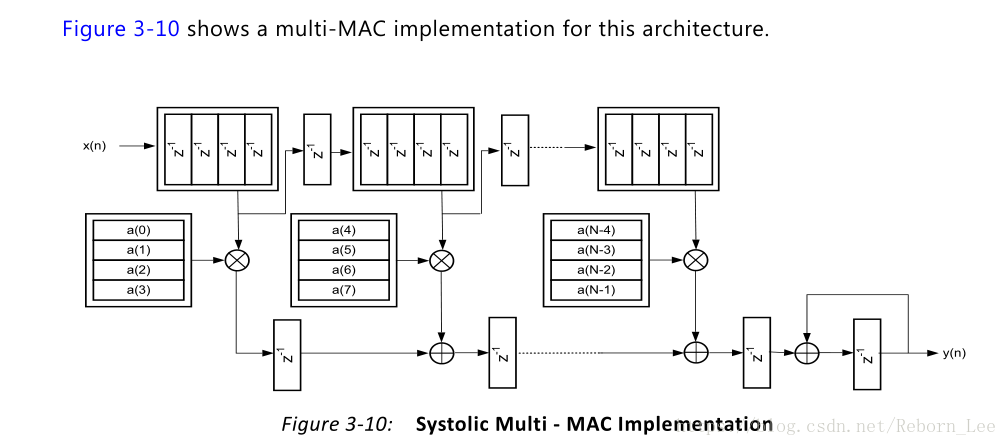 Figure 3-10 shows a multi-MAC implementation for this architecture.
x(n)
z-1 z-1 z-1 z-1
z-1
z-1 z-1 z-1 z-1
z-1
z-1 z-1 z-1 z-1
a(0)
a(1)
a(2)
a(3)
a(4)
a(5)
a(6)
a(7)
a(N-4)
a(N-3)
a(N-2)
a(N-1)
z-1
z-1
z-1
z-1
y(n)
Figure 3-10: Systolic Multi - MAC Implementation
https://blog.csdn.net/Reborn_Lee